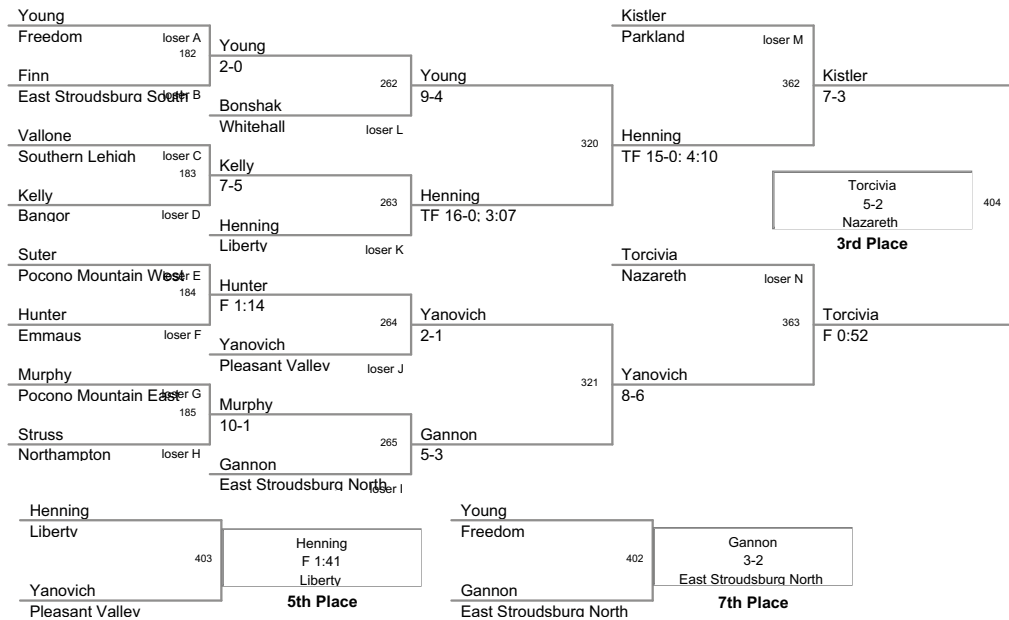 Young
Freedom
loser A
182
Finn
East Stroudsburg South
loser B
Vallone
Southern Lehigh
loser C
183
Kelly
Bangor
loser D
Suter
Pocono Mountain West
loser E
184
Hunter
Emmaus
loser F
Murphy
Pocono Mountain East
loser G
185
Struss
Northampton
loser H
Young
2-0
262
Bonshak
Whitehall
loser L
Kelly
7-5
263
Henning
Liberty
loser K
Hunter
F 1:14
264
Yanovich
Pleasant Valley
loser J
Murphy
10-1
265
Gannon
East Stroudsburg North
loser I
Young
9-4
320
Henning
TF 16-0; 3:07
Yanovich
2-1
321
Gannon
5-3
Kistler
Parkland
loser M
362
Henning
TF 15-0; 4:10
Torcivia
Nazareth
loser N
363
Yanovich
8-6
Kistler
7-3
Torcivia
5-2
Nazareth
404
3rd Place
Torcivia
F 0:52
Henning
Liberty
403
Yanovich
Pleasant Valley
Henning
F 1:41
Liberty
5th Place
Young
Freedom
402
Gannon
East Stroudsburg North
Gannon
3-2
East Stroudsburg North
7th Place